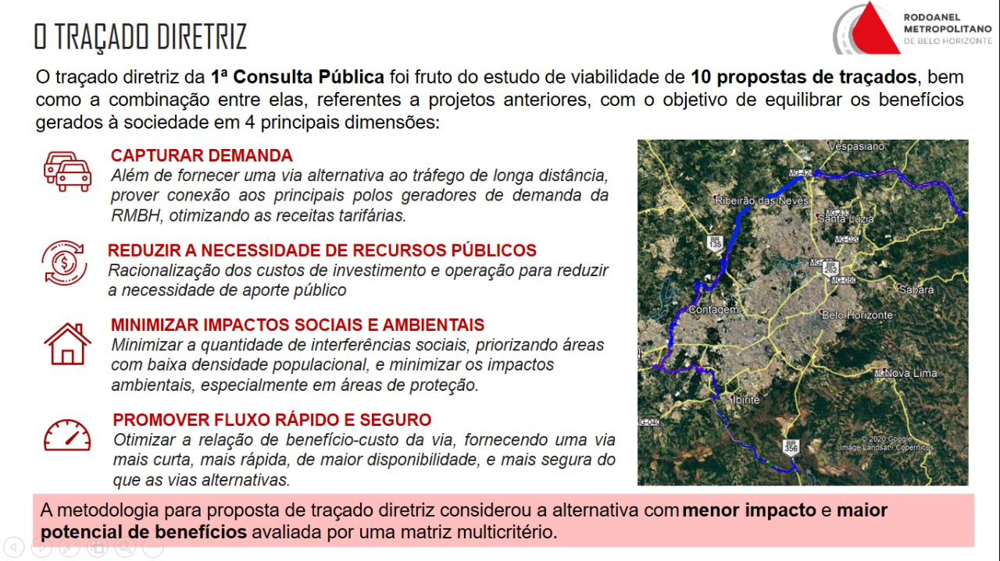 O TRAÇADO DIRETRIZ
RODOANEL
METROPOLITANO
DE BELO HORIZONTE
O traçado diretriz da 1ª Consulta Pública foi fruto do estudo de viabilidade de 10 propostas de traçados, bem
como a combinação entre elas, referentes a projetos anteriores, com o objetivo de equilibrar os benefícios
gerados à sociedade em 4 principais dimensões:
CAPTURAR DEMANDA
Além de fornecer uma via alternativa ao tráfego de longa distância,
prover conexão aos principais polos geradores de demanda da
RMBH, otimizando as receitas tarifárias.
REDUZIR A NECESSIDADE DE RECURSOS PÚBLICOS
Racionalização dos custos de investimento e operação para reduzir
a necessidade de aporte público
MINIMIZAR IMPACTOS SOCIAIS E AMBIENTAIS
Minimizar a quantidade de interferências sociais, priorizando áreas
com baixa densidade populacional, e minimizar os impactos
ambientais, especialmente em áreas de proteção.
PROMOVER FLUXO RÁPIDO E SEGURO
Otimizar a relação de benefício-custo da via, fornecendo uma via
mais curta, mais rápida, de maior disponibilidade, e mais segura do
que as vias alternativas.
Vespasiano
MG-424
Ribeirão das Neves
MG-433
Santa Luzia
BR
135
MG-020
BR
262
MG-050
Sabará
Contagem
Belo Horizonte
Nova Lima
Ibirité
MG-040
BR
356
© 2020 Google
Image Landsat / Copernicus
A metodologia para proposta de traçado diretriz considerou a alternativa com menor impacto e maior
potencial de benefícios avaliada por uma matriz multicritério.